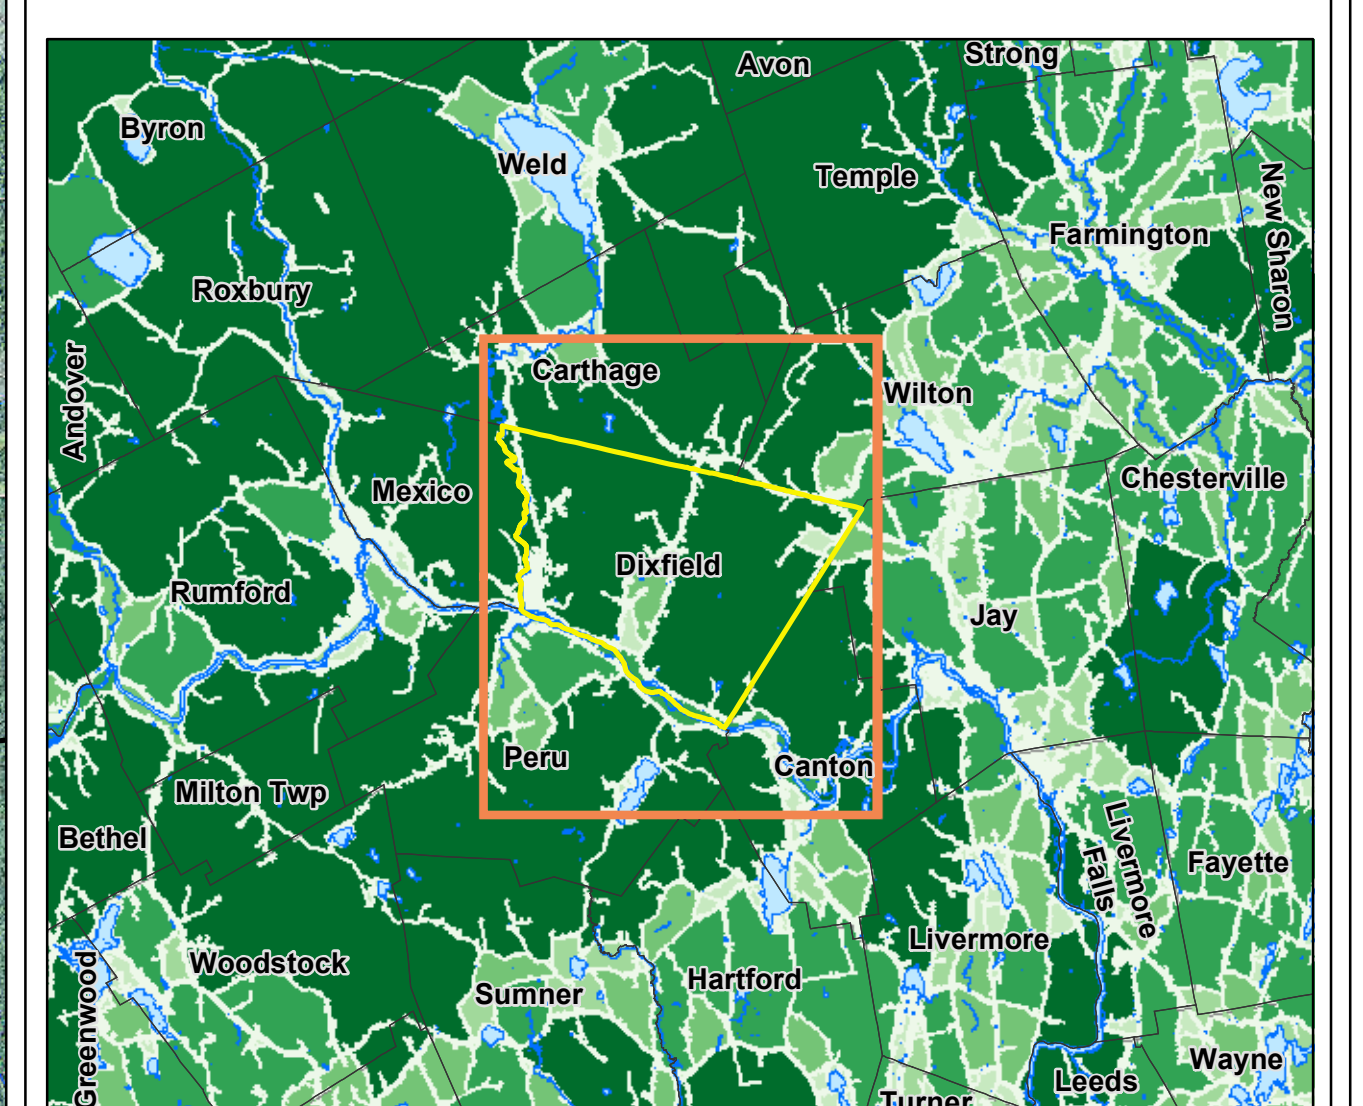 Strong
Avon
Byron
Weld
Temple
New Sharon
Farmington
Roxbury
Andover
Carthage
Wilton
Chesterville
Mexico
Dixfield
Rumford
Jay
Peru
Canton
Milton Twp
Bethel
Livermore
Falls
Fayette
Livermore
Woodstock
Greenwood
Hartford
Sumner
Wayne
Leeds
Turner